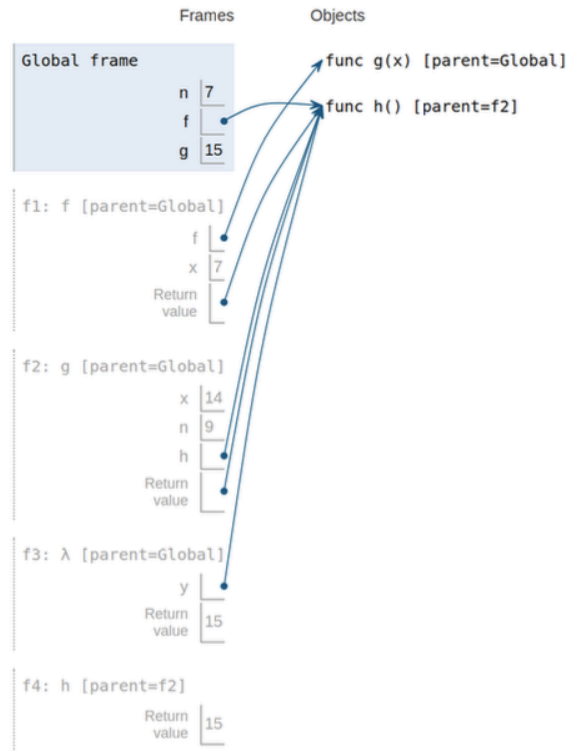 Frames Objects
Global frame
func g(x) [parent=Global]
n 7
func h() [parent=f2]
f
g 15
f1: f [parent=Global]
f
x 7
Return
value
f2: g [parent=Global]
x 14
n 9
h
Return
value
f3: λ [parent=Global]
y
Return
value
15
f4: h [parent=f2]
Return
value
15